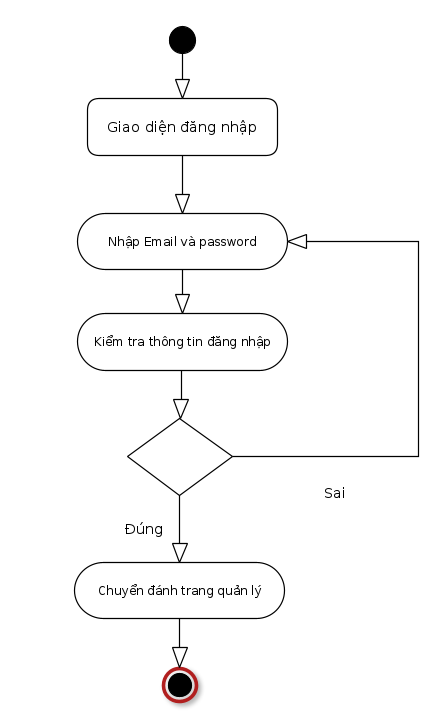 Giao diện đăng nhập
Nhập Email và password
Kiểm tra thông tin đăng nhập
Sai
Đúng
Chuyển đánh trang quản lý